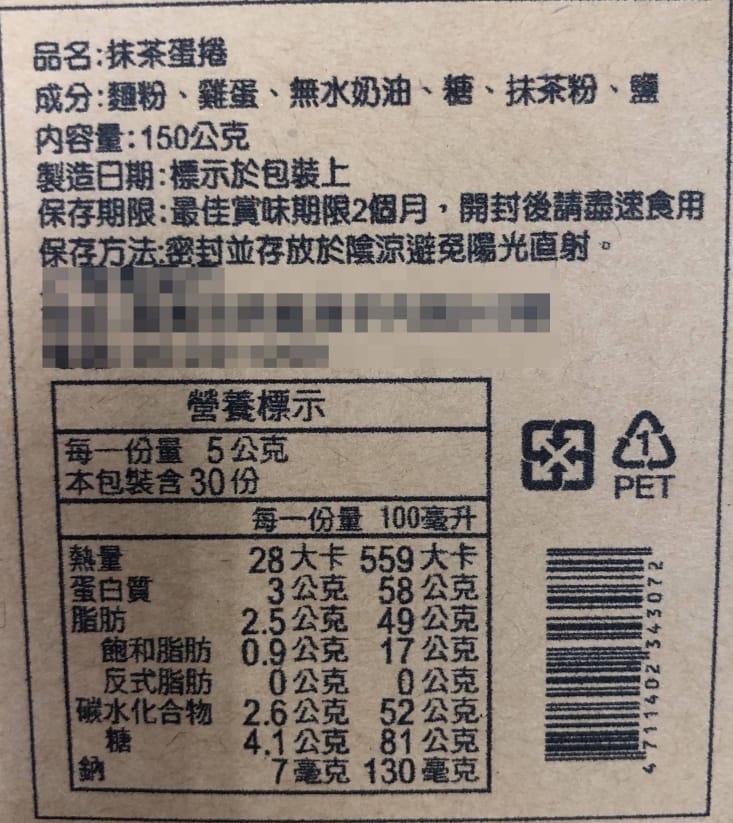 品名:抹茶蛋捲
成分:麵粉、雞蛋、無水奶油、糖、抹茶粉、鹽
內容量:150公克
製造日期:標示於包裝上
保存期限:最佳賞味期限2個月，開封後請盡速食用
保存方法:密封並存放於陰涼避免陽光直射。
營養標示
每一份量 5公克
本包裝含30份
每一份量 100毫升
熱量 28大卡 559大卡
蛋白質 3公克 58公克
脂肪 2.5公克 49公克
飽和脂肪 0.9公克 17公克
反式脂肪 0公克 0公克
碳水化合物 2.6公克 52公克
糖 4.1公克 81公克
鈉 7毫克 130毫克
1
PET
4711402343072